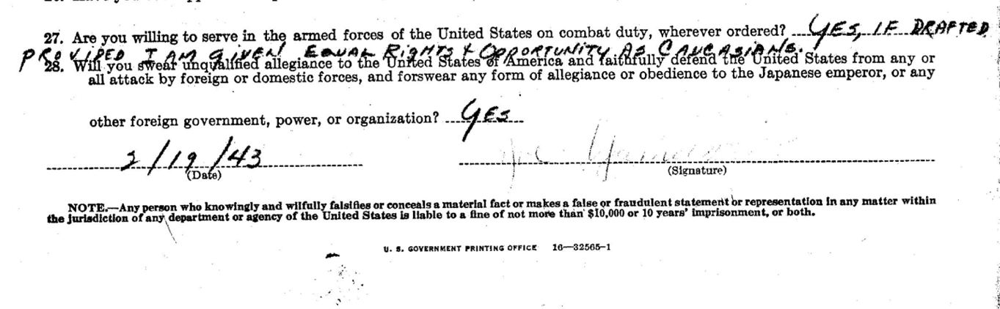 27. Are you willing to serve in the armed forces of the United States on combat duty, wherever ordered? YES, IF DRAFTED
PROVIDED I AM GIVEN EQUAL RIGHTS & OPPORTUNITY AS CAUCASIANS.
28. Will you swear unqualified allegiance to the United States of America and faithfully defend the United States from any or
all attack by foreign or domestic forces, and forswear any form of allegiance or obedience to the Japanese emperor, or any
other foreign government, power, or organization? YES
2/19/43
(Date) (Signature)
NOTE.—Any person who knowingly and wilfully falsifies or conceals a material fact or makes a false or fraudulent statement or representation in any matter within
the jurisdiction of any department or agency of the United States is liable to a fine of not more than $10,000 or 10 years' imprisonment, or both.
U. S. GOVERNMENT PRINTING OFFICE 16—32565-1